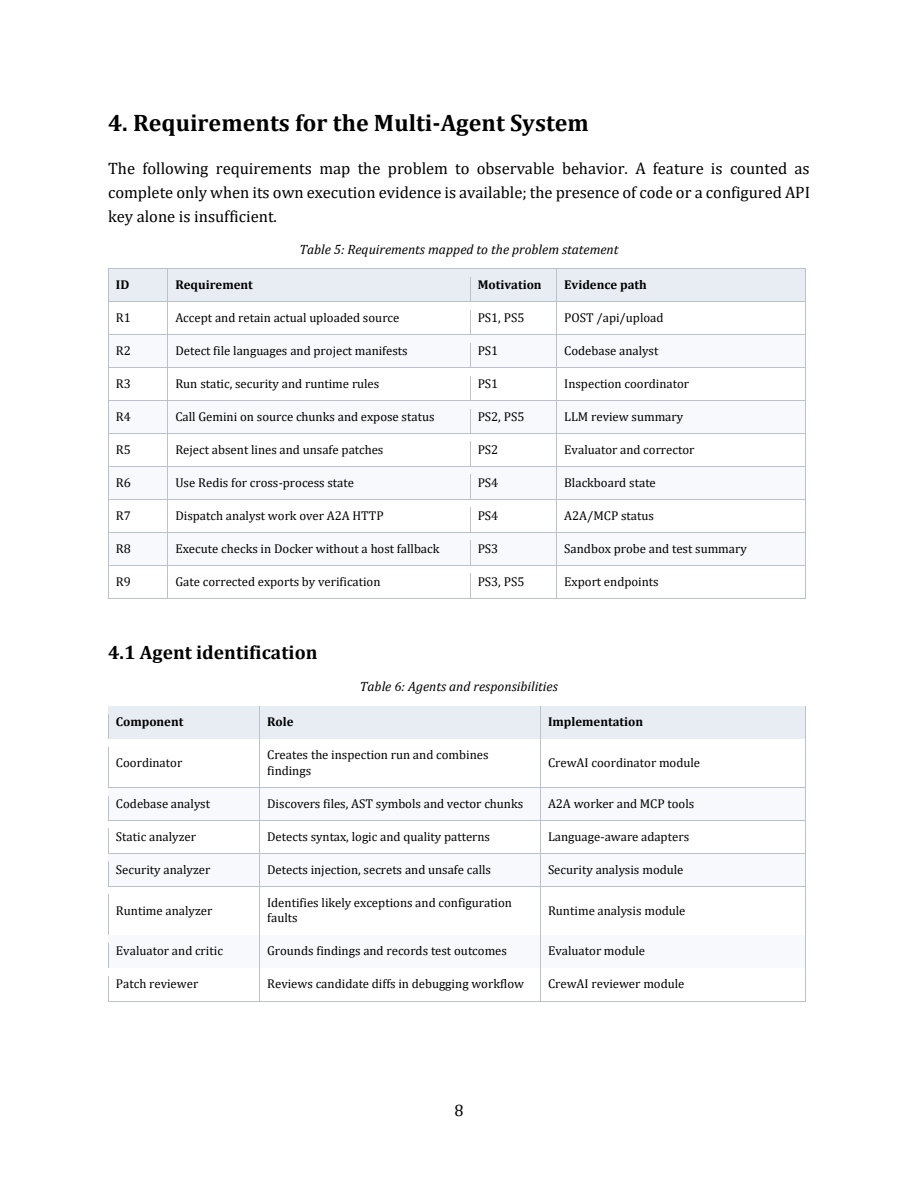 4. Requirements for the Multi-Agent System
The following requirements map the problem to observable behavior. A feature is counted as
complete only when its own execution evidence is available; the presence of code or a configured API
key alone is insufficient.
Table 5: Requirements mapped to the problem statement
ID Requirement Motivation Evidence path
R1 Accept and retain actual uploaded source PS1, PS5 POST /api/upload
R2 Detect file languages and project manifests PS1 Codebase analyst
R3 Run static, security and runtime rules PS1 Inspection coordinator
R4 Call Gemini on source chunks and expose status PS2, PS5 LLM review summary
R5 Reject absent lines and unsafe patches PS2 Evaluator and corrector
R6 Use Redis for cross-process state PS4 Blackboard state
R7 Dispatch analyst work over A2A HTTP PS4 A2A/MCP status
R8 Execute checks in Docker without a host fallback PS3 Sandbox probe and test summary
R9 Gate corrected exports by verification PS3, PS5 Export endpoints
4.1 Agent identification
Table 6: Agents and responsibilities
Component Role Implementation
Coordinator Creates the inspection run and combines
findings CrewAI coordinator module
Codebase analyst Discovers files, AST symbols and vector chunks A2A worker and MCP tools
Static analyzer Detects syntax, logic and quality patterns Language-aware adapters
Security analyzer Detects injection, secrets and unsafe calls Security analysis module
Runtime analyzer Identifies likely exceptions and configuration
faults Runtime analysis module
Evaluator and critic Grounds findings and records test outcomes Evaluator module
Patch reviewer Reviews candidate diffs in debugging workflow CrewAI reviewer module
8